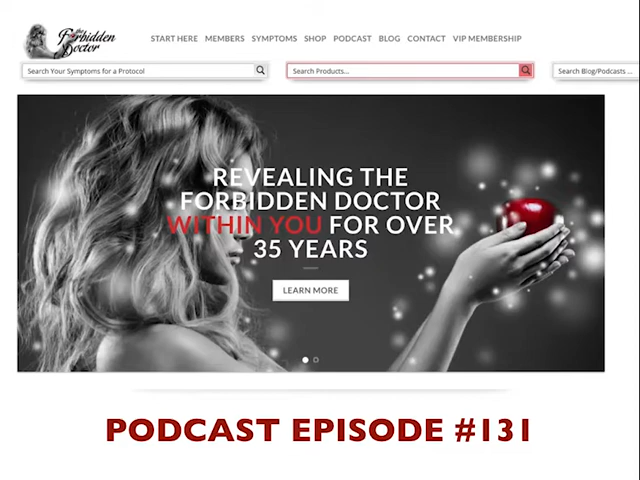 the
Forbidden
Doctor
START HERE MEMBERS SYMPTOMS SHOP PODCAST BLOG CONTACT VIP MEMBERSHIP
Search Your Symptoms for a Protocol
Search Products...
Search Blog/Podcasts ...
REVEALING THE
FORBIDDEN DOCTOR
WITHIN YOU FOR OVER
35 YEARS
LEARN MORE
PODCAST EPISODE #131